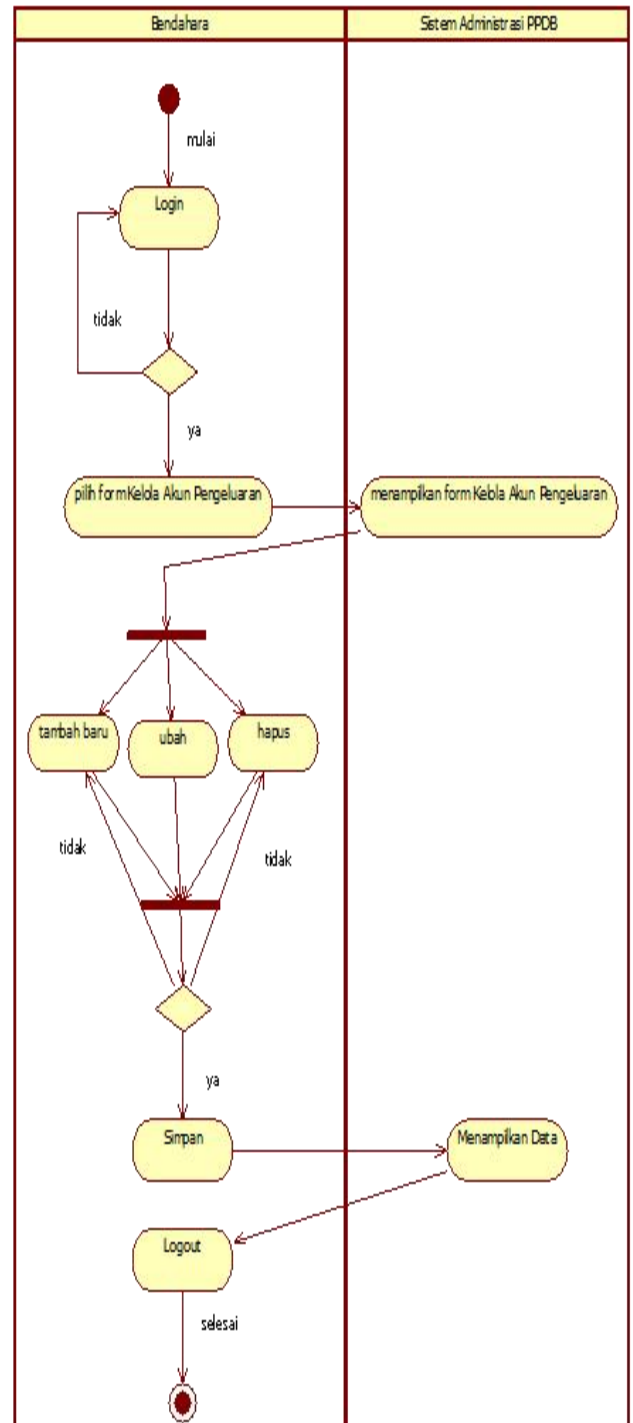 Bendahara
Sistem Administrasi PPDB
mulai
Login
tidak
ya
pilih form Kelola Akun Pengeluaran
menampilkan form Kelola Akun Pengeluaran
tambah baru
ubah
hapus
tidak
tidak
ya
Simpan
Menampilkan Data
Logout
selesai